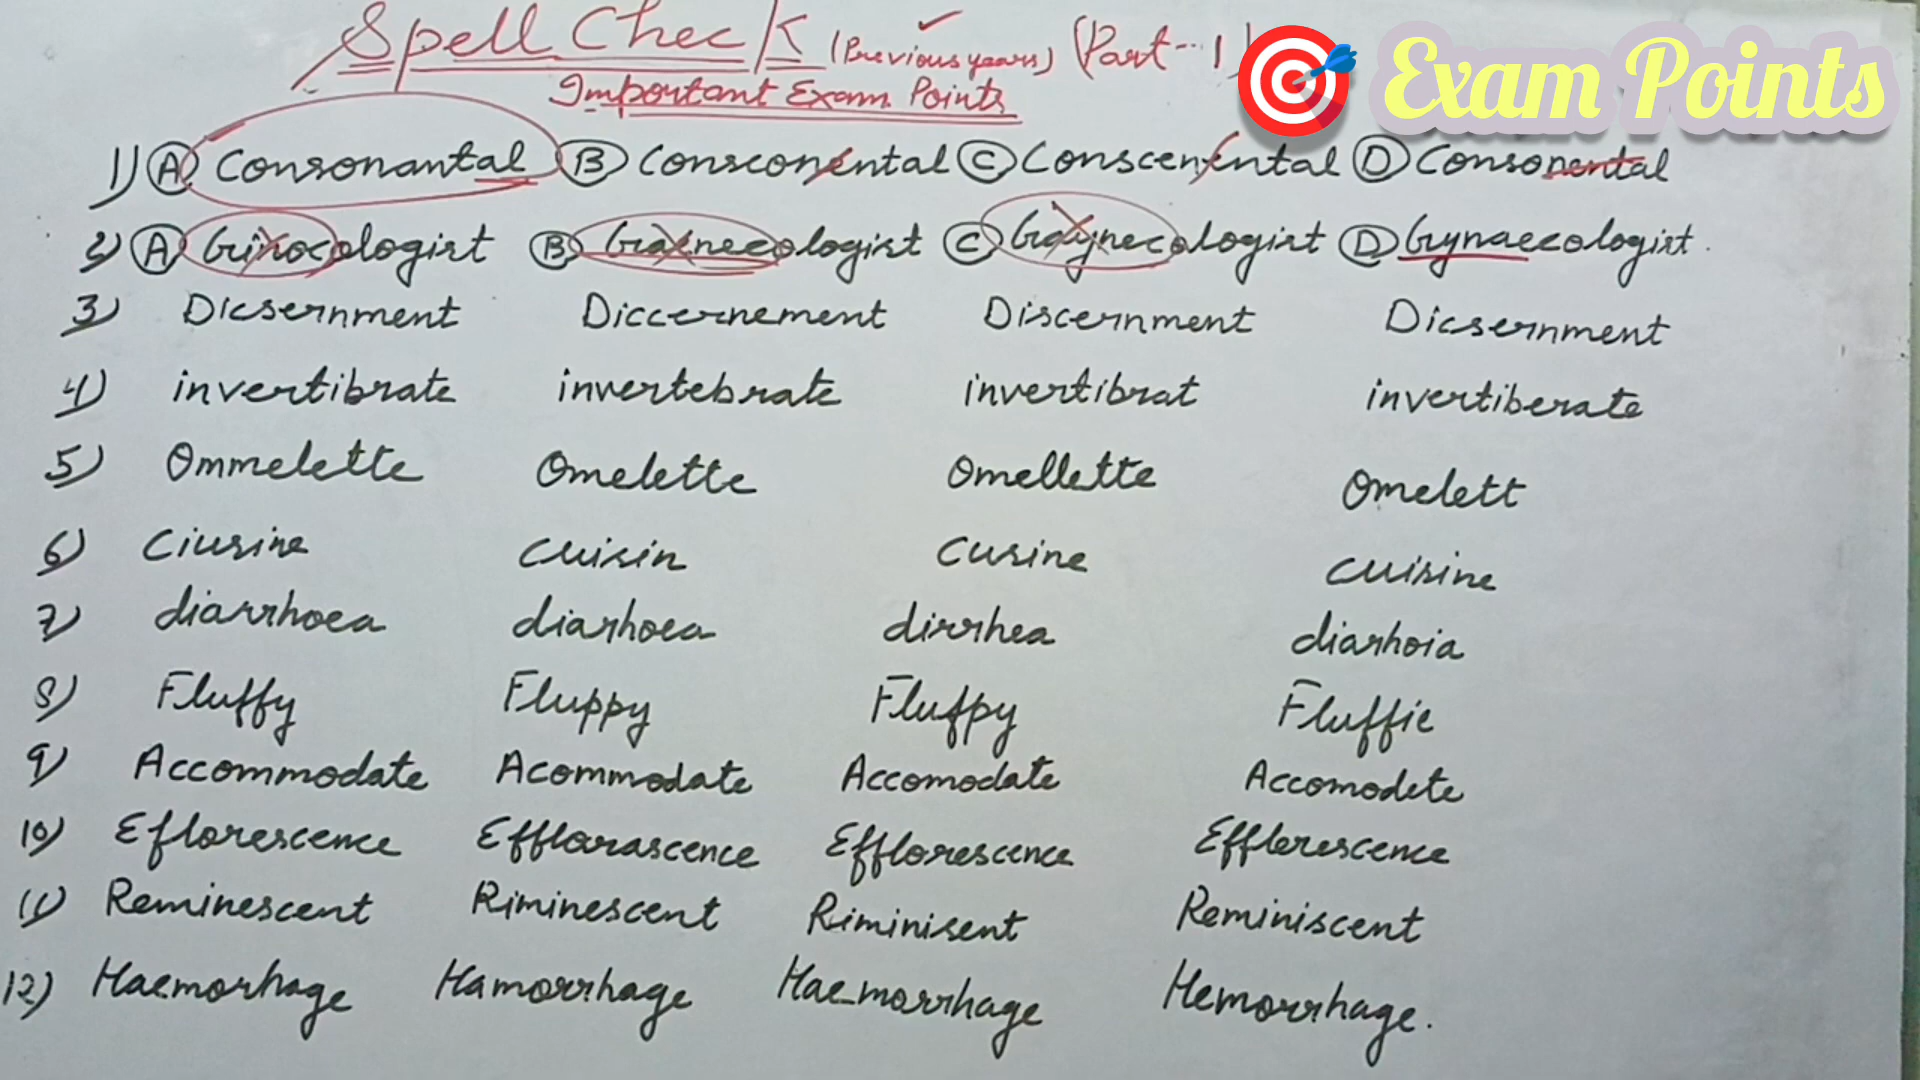 Spell Check (Previous years) (Part-1)
Exam Points
Important Exam Points
1) A Consonantal B Consconental C Conscenental D Consonental
2) A Ginocologist B Gaenecologist C Gaynecologist D Gynaecologist.
3) Dicsernment Diccernement Discernment Dicsernment
4) invertibrate invertebrate invertibrat invertiberate
5) Ommelette Omelette Omellette Omelett
6) Ciusine cuisin cusine cuisine
7) diarrhoea diarhoea dirrhea diarhoia
8) Fluffy Fluppy Flufpy Fluffie
9) Accommodate Acommodate Accomodate Accomodete
10) Eflorescence Efflorascence Efflorescence Efflerescence
11) Reminescent Riminescent Riminisent Reminiscent
12) Haemorhage Hamorrhage Haemorrhage Hemorrhage.